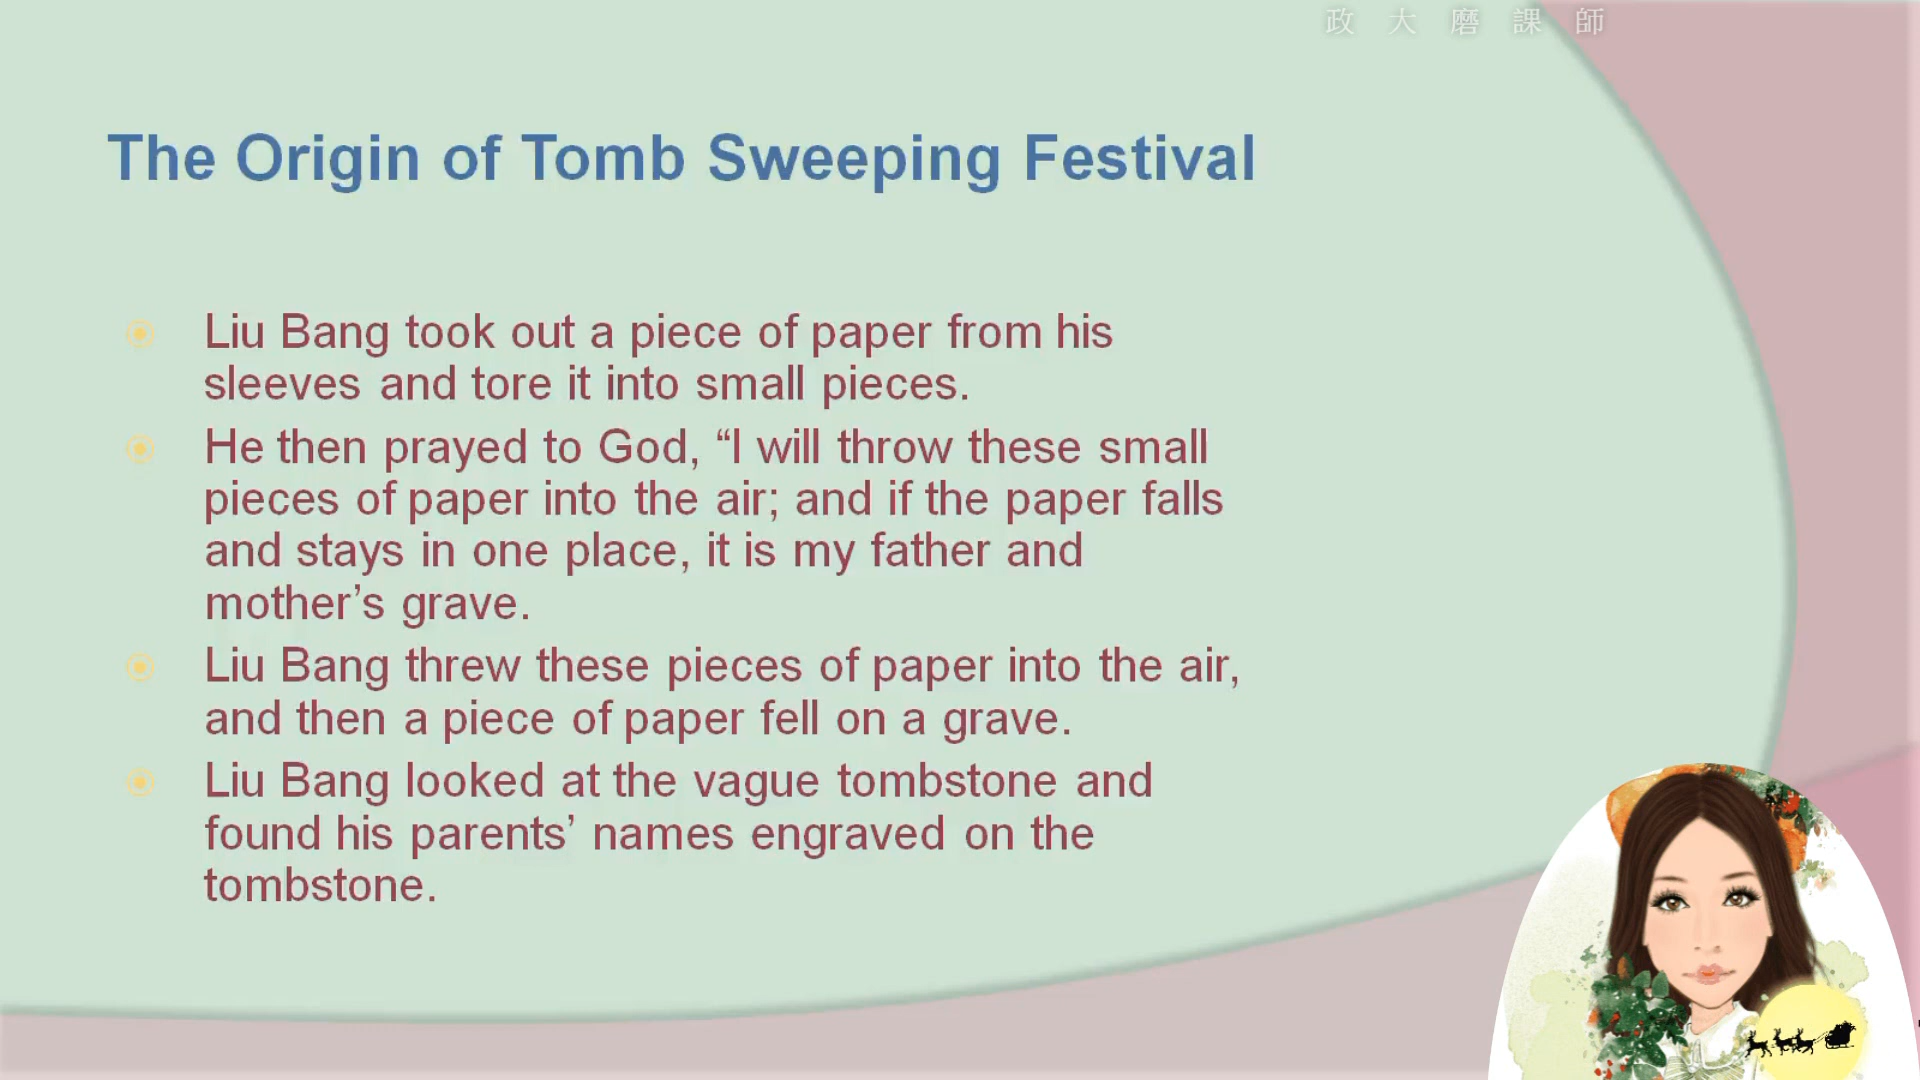 政大磨課師
The Origin of Tomb Sweeping Festival
Liu Bang took out a piece of paper from his
sleeves and tore it into small pieces.
He then prayed to God, “I will throw these small
pieces of paper into the air; and if the paper falls
and stays in one place, it is my father and
mother’s grave.
Liu Bang threw these pieces of paper into the air,
and then a piece of paper fell on a grave.
Liu Bang looked at the vague tombstone and
found his parents’ names engraved on the
tombstone.